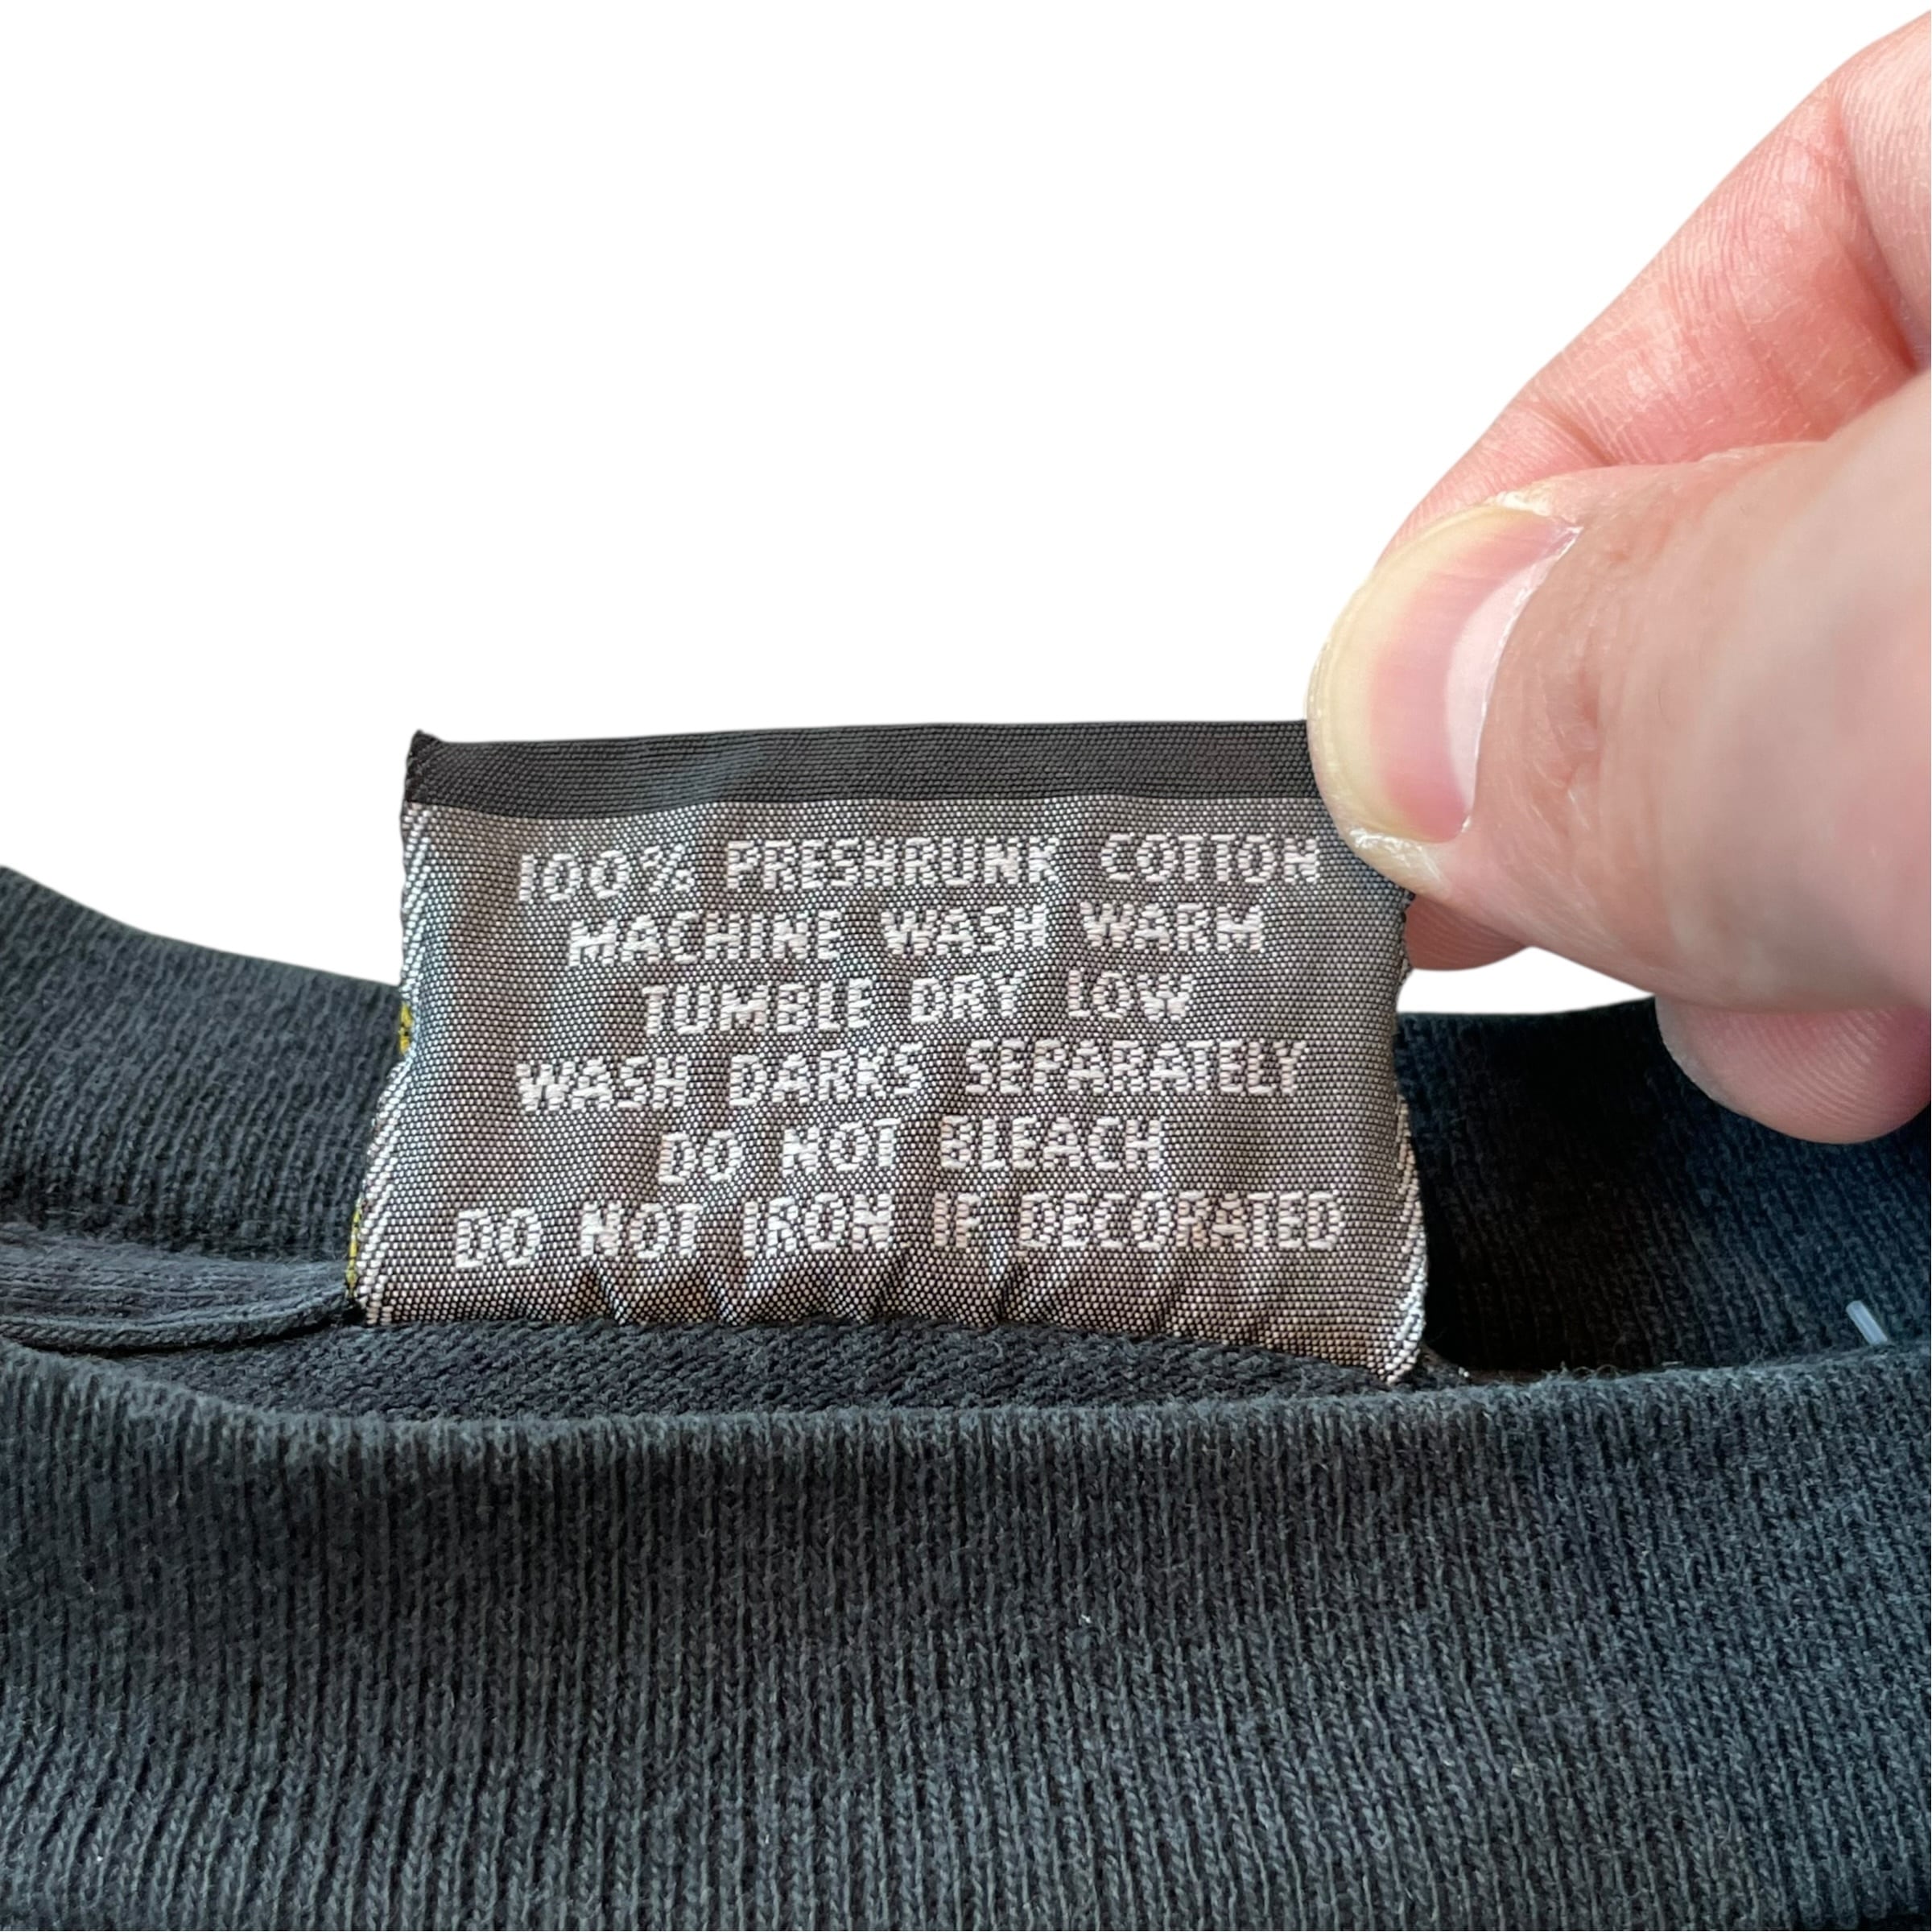 100% PRESHRUNK COTTON
MACHINE WASH WARM
TUMBLE DRY LOW
WASH DARKS SEPARATELY
DO NOT BLEACH
DO NOT IRON IF DECORATED